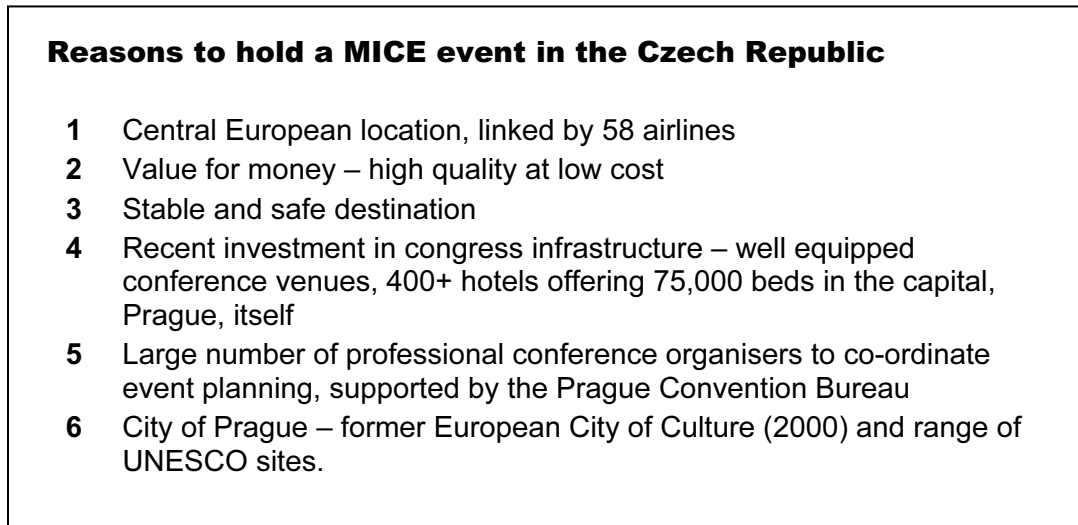 Reasons to hold a MICE event in the Czech Republic
1 Central European location, linked by 58 airlines
2 Value for money – high quality at low cost
3 Stable and safe destination
4 Recent investment in congress infrastructure – well equipped
conference venues, 400+ hotels offering 75,000 beds in the capital,
Prague, itself
5 Large number of professional conference organisers to co-ordinate
event planning, supported by the Prague Convention Bureau
6 City of Prague – former European City of Culture (2000) and range of
UNESCO sites.